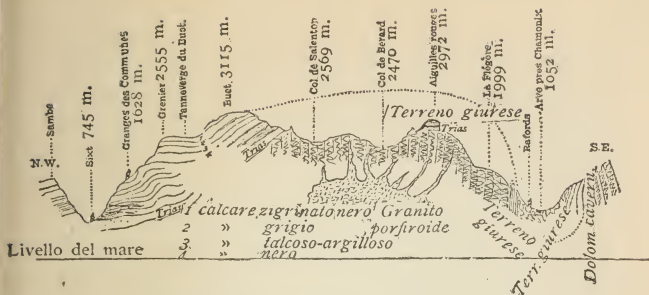 Sambe
Sixt 745 m.
Granges des Communes
1628 m.
Grenier 2555 m.
Tanneverge du Buet.
Buet. 3115 m.
Col de Salenton
2569 m.
Col de Bérard
2470 m.
Aiguilles rouges
2972 m.
La Flégère
1999 m.
Rafords
Arve près Chamonix
1052 m.
N.W.
S.E.
Terreno giurese
Trias
Trias
Trias
1 calcare zigrinato nero Granito
2 » grigio porfiroide
3. » talcoso-argilloso
4 » nero
Terreno
giurese
Terr. giurese
Dolom. cavern.
Livello del mare